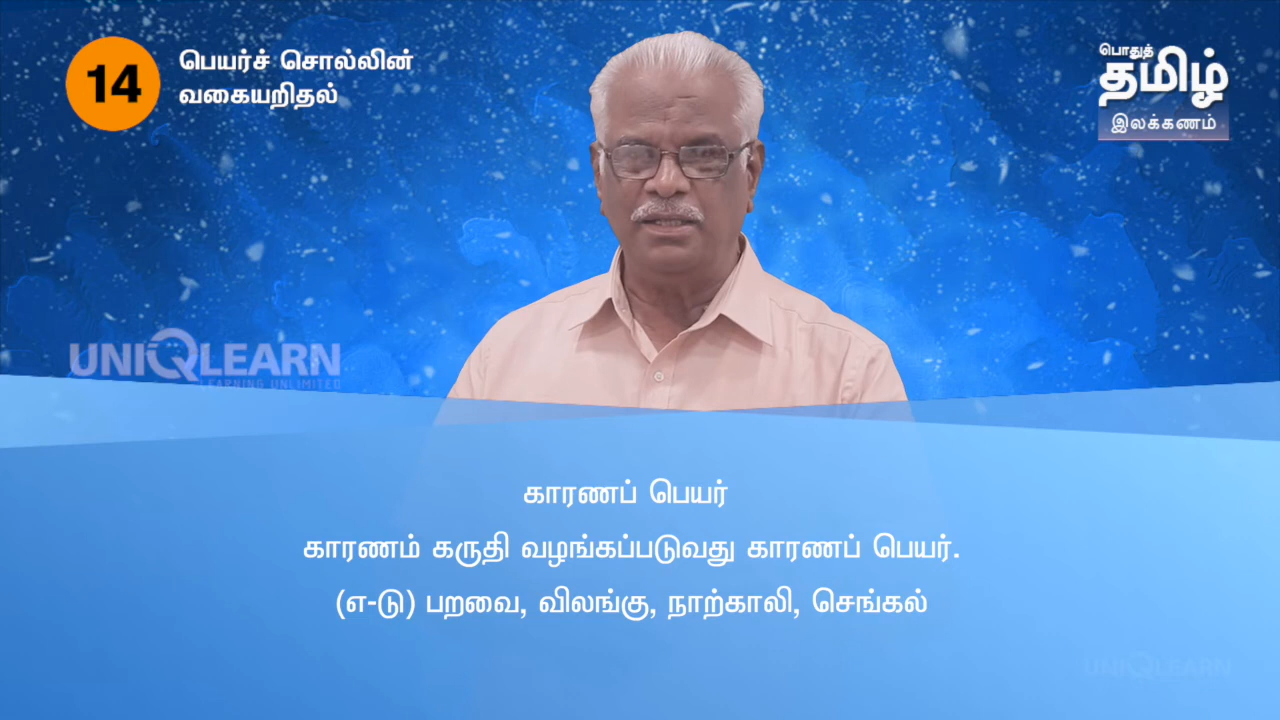 14
பெயர்ச் சொல்லின்
வகையறிதல்
பொதுத்
தமிழ்
இலக்கணம்
UNIQLEARN
LEARNING UNLIMITED
காரணப் பெயர்
காரணம் கருதி வழங்கப்படுவது காரணப் பெயர்.
(எ-டு) பறவை, விலங்கு, நாற்காலி, செங்கல்
UNIQLEARN